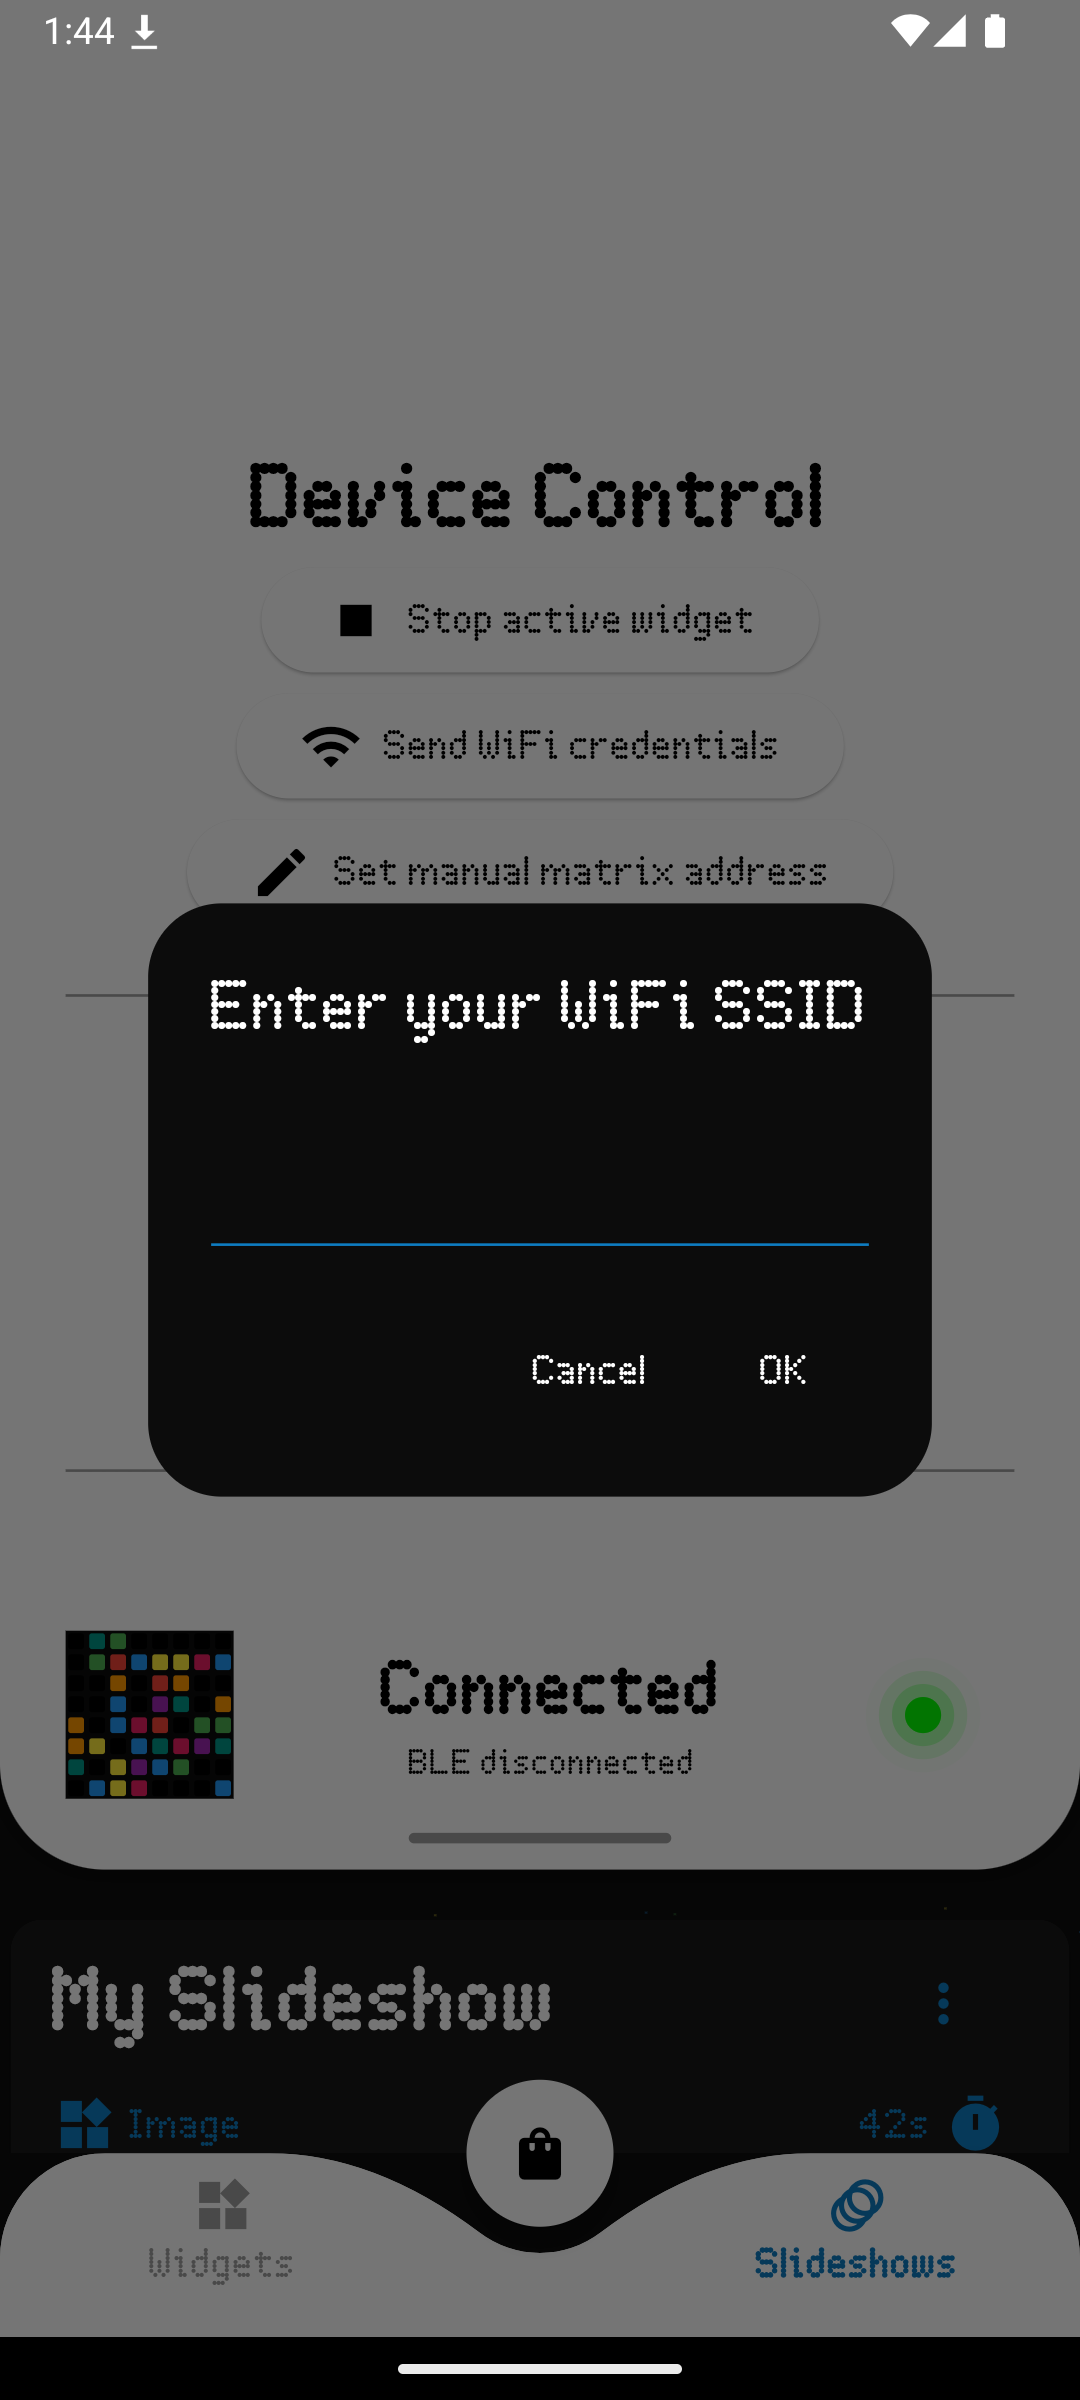 1:44
Device Control
Stop active widget
Send WiFi credentials
Set manual matrix address
Enter your WiFi SSID
Cancel OK
Connected
BLE disconnected
My Slideshow
Image 42s
Widgets Slideshows